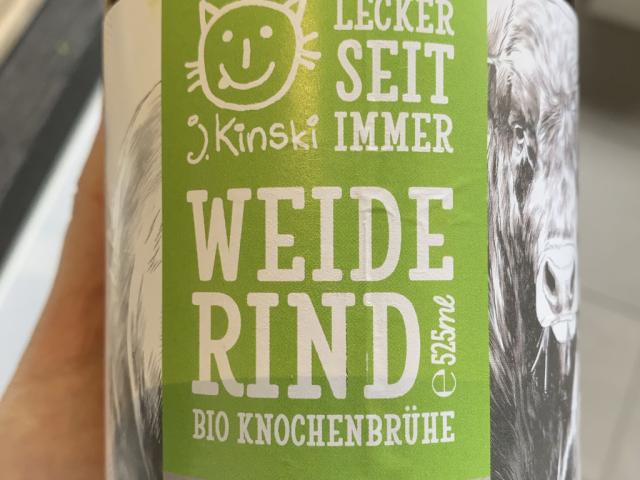 LECKER
SEIT
IMMER
j.Kinski
WEIDE
RIND
℮525ml
BIO KNOCHENBRÜHE